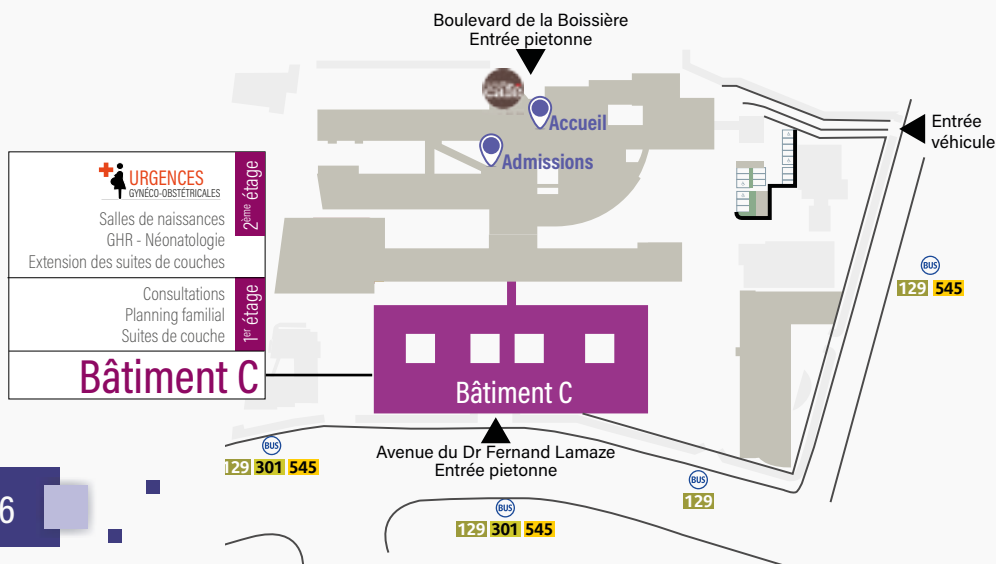 Boulevard de la Boissière
Entrée pietonne
Accueil
Admissions
Entrée
véhicule
URGENCES
GYNÉCO-OBSTÉTRICALES
Salles de naissances
GHR - Néonatologie
Extension des suites de couches
2ème étage
Consultations
Planning familial
Suites de couche
1er étage
Bâtiment C
Bâtiment C
BUS
129 545
Avenue du Dr Fernand Lamaze
Entrée pietonne
BUS
129 301 545
BUS
129
BUS
129 301 545
6